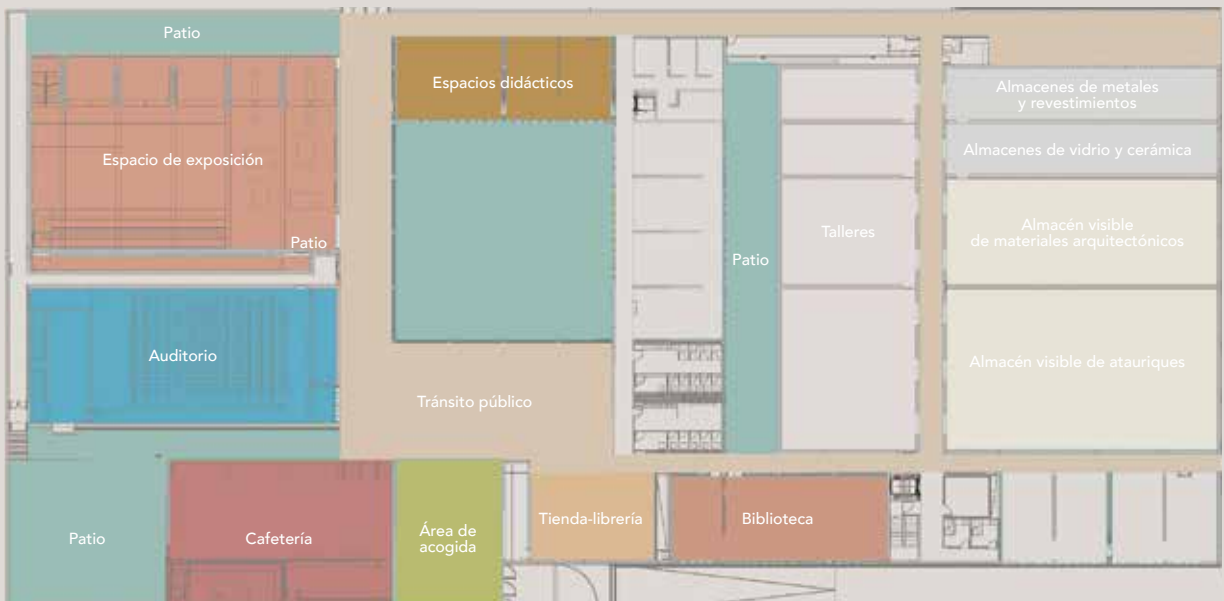 Patio
Espacios didácticos
Almacenes de metales
y revestimientos
Espacio de exposición
Almacenes de vidrio y cerámica
Patio
Patio
Talleres
Almacén visible
de materiales arquitectónicos
Auditorio
Almacén visible de ataurique​s
Tránsito público
Patio
Cafetería
Área de
acogida
Tienda-librería
Biblioteca